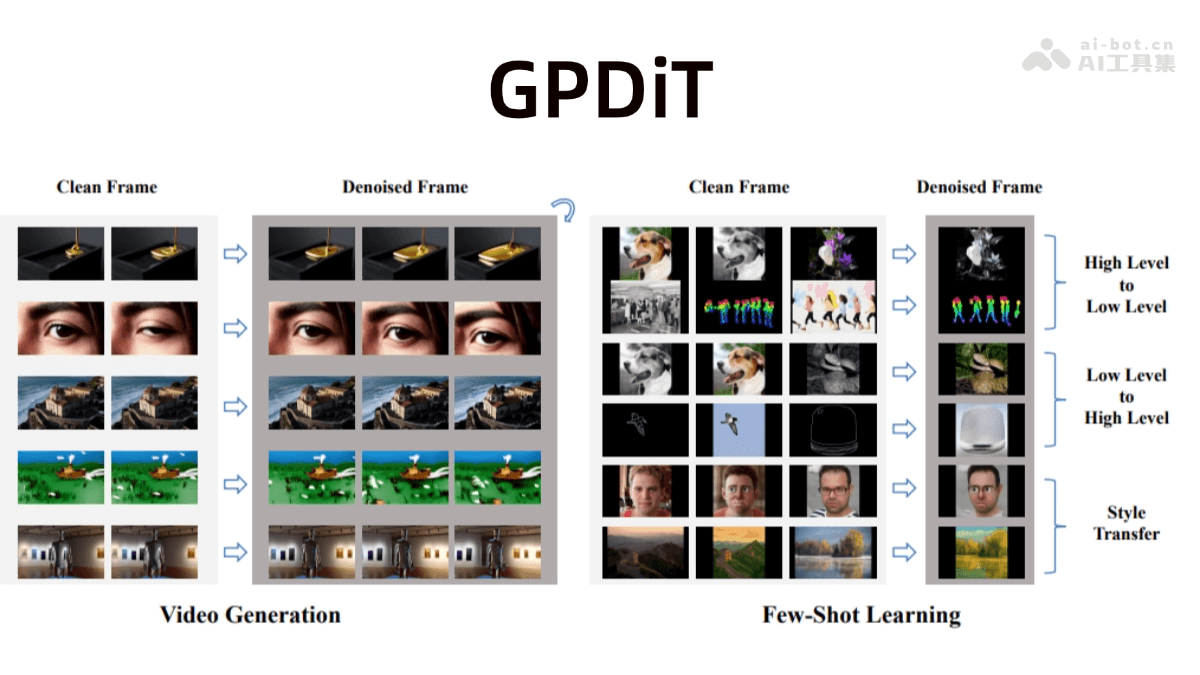 ai-bot.cn
AI工具集
GPDiT
Clean Frame
Denoised Frame
Clean Frame
Denoised Frame
High Level
to
Low Level
Low Level
to
High Level
Style
Transfer
Video Generation
Few-Shot Learning